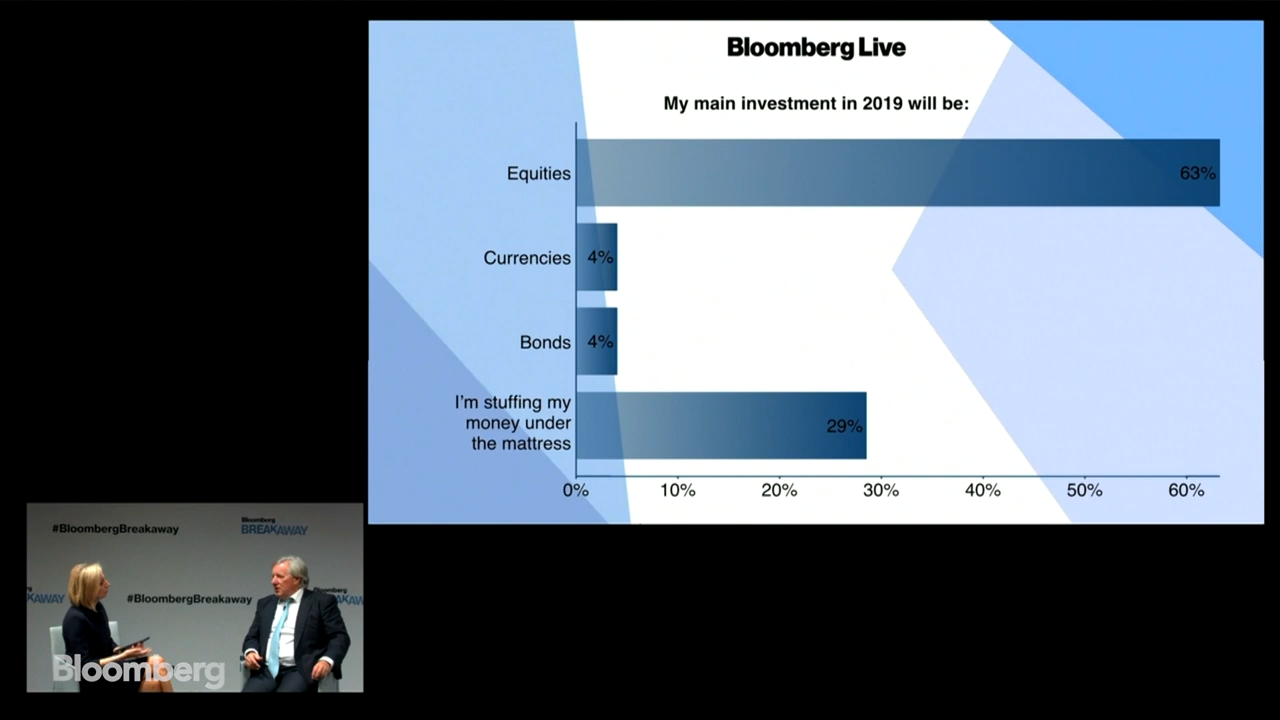 Bloomberg Live
My main investment in 2019 will be:
Equities
63%
Currencies
4%
Bonds
4%
I'm stuffing my
money under
the mattress
29%
0% 10% 20% 30% 40% 50% 60%
#BloombergBreakaway
Bloomberg
BREAKAWAY
#BloombergBreakaway
Bloomberg